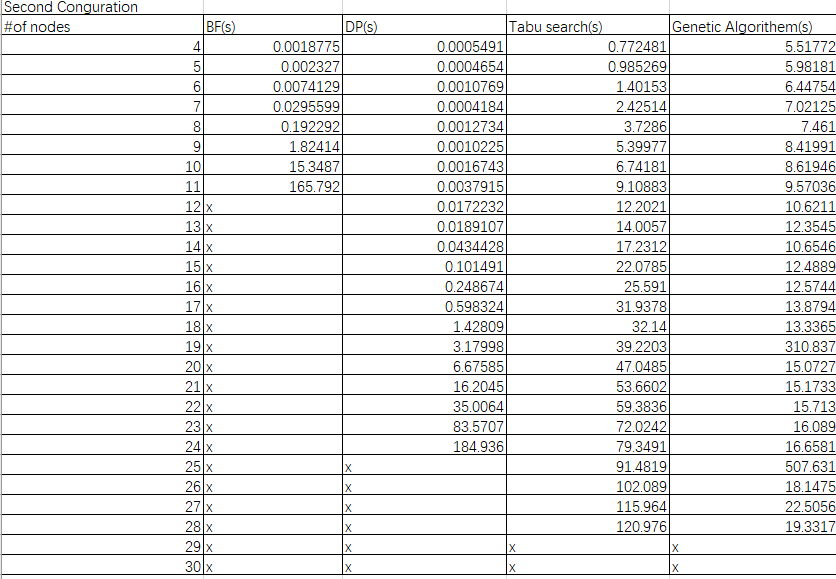 Second Conguration
#of nodes BF(s) DP(s) Tabu search(s) Genetic Algorithem(s)
4 0.0018775 0.0005491 0.772481 5.51772
5 0.002327 0.0004654 0.985269 5.98181
6 0.0074129 0.0010769 1.40153 6.44754
7 0.0295599 0.0004184 2.42514 7.02125
8 0.192292 0.0012734 3.7286 7.461
9 1.82414 0.0010225 5.39977 8.41991
10 15.3487 0.0016743 6.74181 8.61946
11 165.792 0.0037915 9.10883 9.57036
12 x 0.0172232 12.2021 10.6211
13 x 0.0189107 14.0057 12.3545
14 x 0.0434428 17.2312 10.6546
15 x 0.101491 22.0785 12.4889
16 x 0.248674 25.591 12.5744
17 x 0.598324 31.9378 13.8794
18 x 1.42809 32.14 13.3365
19 x 3.17998 39.2203 310.837
20 x 6.67585 47.0485 15.0727
21 x 16.2045 53.6602 15.1733
22 x 35.0064 59.3836 15.713
23 x 83.5707 72.0242 16.089
24 x 184.936 79.3491 16.6581
25 x x 91.4819 507.631
26 x x 102.089 18.1475
27 x x 115.964 22.5056
28 x x 120.976 19.3317
29 x x x x
30 x x x x